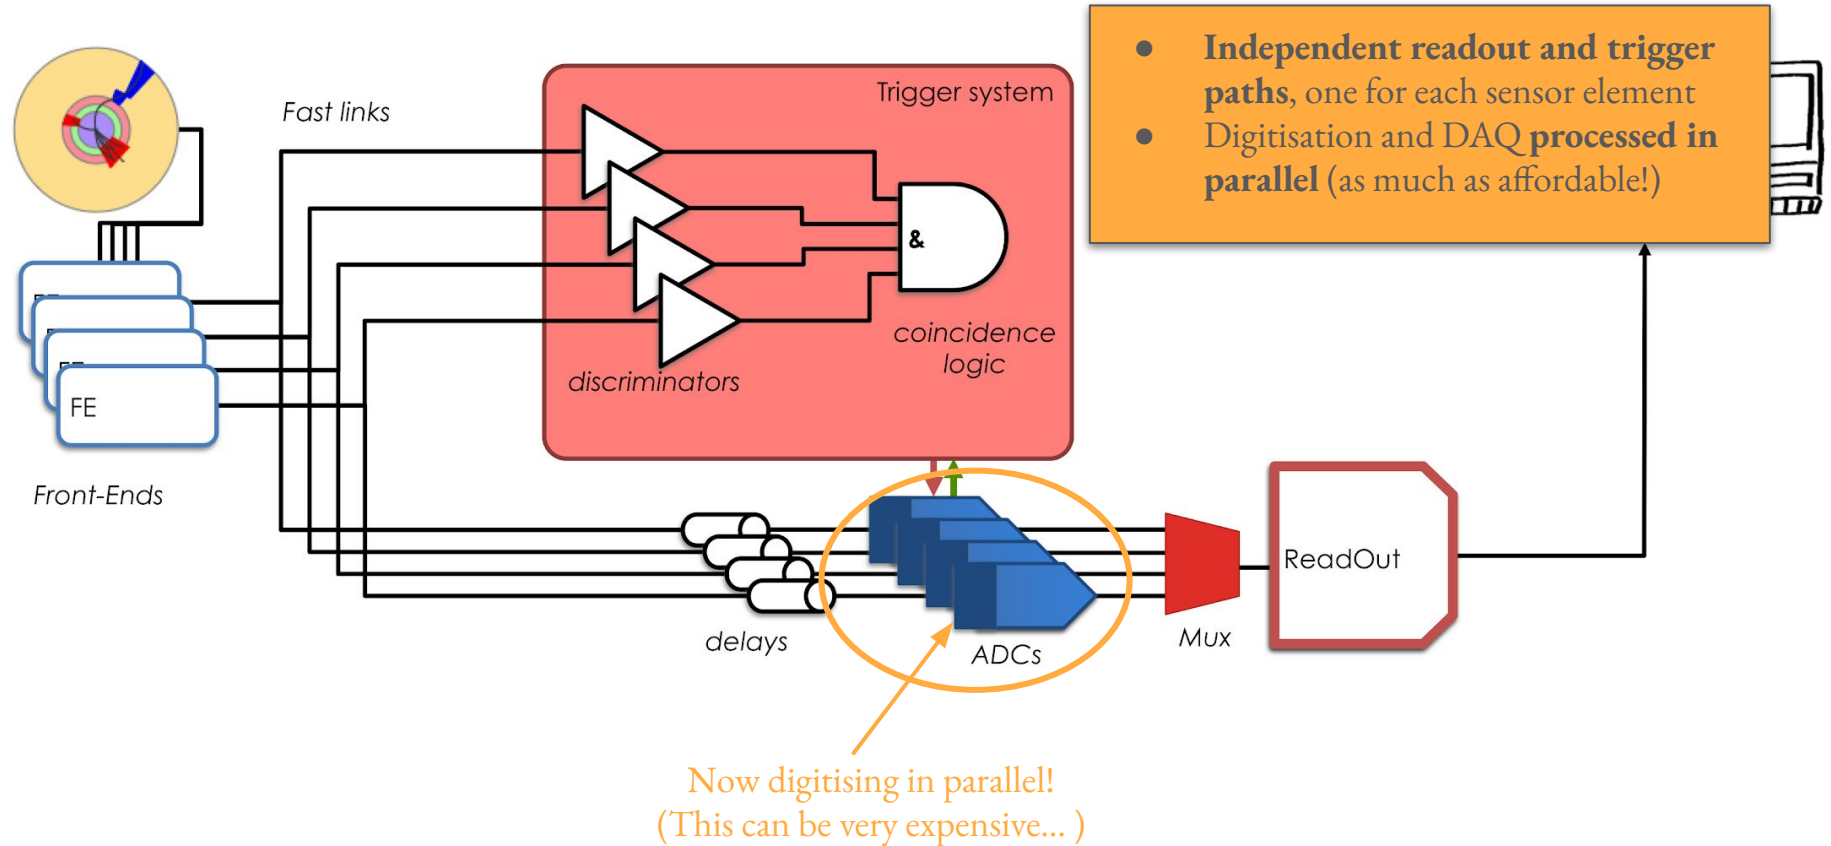 ● Independent readout and trigger
paths, one for each sensor element
● Digitisation and DAQ processed in
parallel (as much as affordable!)
Trigger system
Fast links
&
coincidence
logic
discriminators
FE
Front-Ends
ReadOut
delays
ADCs
Mux
Now digitising in parallel!
(This can be very expensive... )